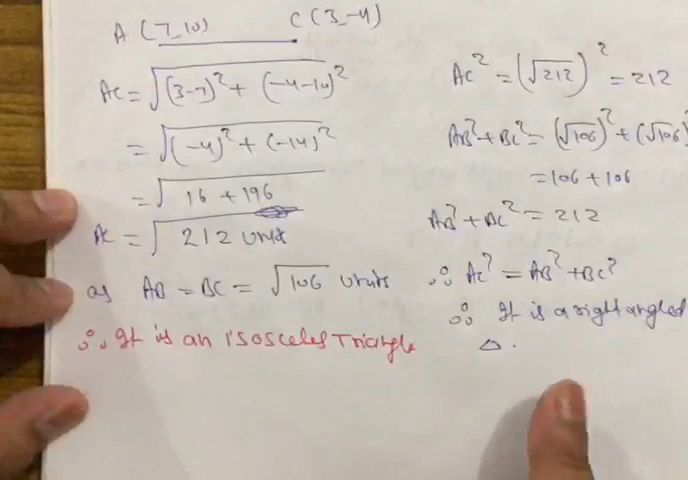 A (7,10) C (3,-4)
AC = √(3-7)² + (-4-10)²
= √(-4)² + (-14)²
= √16 + 196
AC = √212 units
as AB = BC = √106 units
∴ It is an isosceles Triangle
AC² = (√212)² = 212
AB² + BC² = (√106)² + (√106)
= 106 + 106
AB² + BC² = 212
∴ AC² = AB² + BC²
∴ It is a right angled
△.